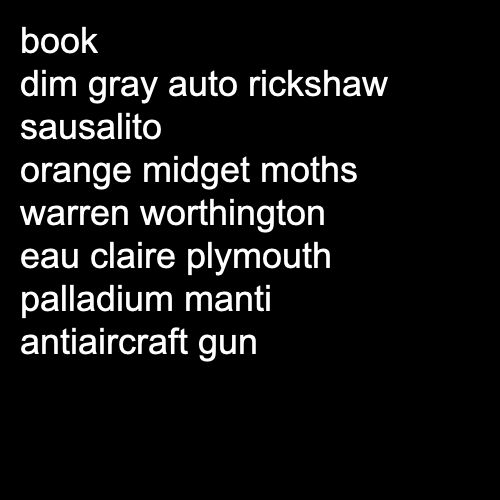 book
dim gray auto rickshaw
sausalito
orange midget moths
warren worthington
eau claire plymouth
palladium manti
antiaircraft gun